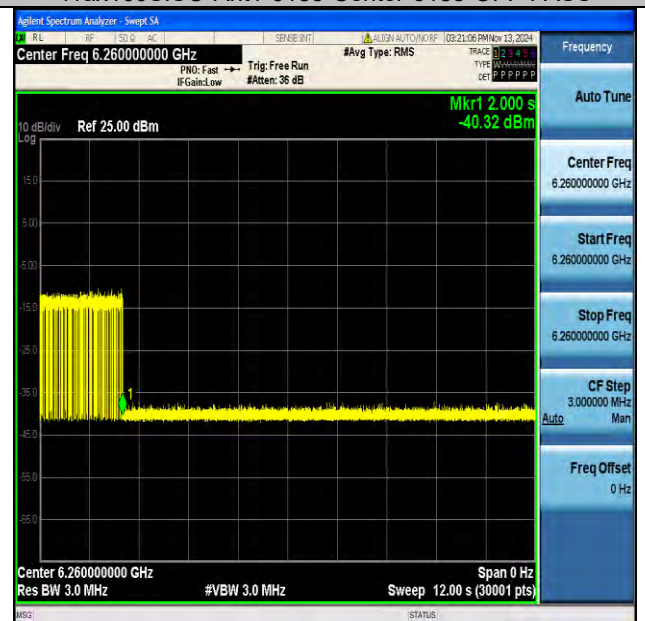 Agilent Spectrum Analyzer - Swept SA
RL RF 50 Ω AC SENSE:INT ALIGN AUTO/NO RF 03:21:06 PM Nov 13, 2024
Center Freq 6.260000000 GHz #Avg Type: RMS TRACE 1 2 3 4 5 6
PNO: Fast Trig: Free Run TYPE
IFGain:Low #Atten: 36 dB DET P P P P P P
Frequency
Mkr1 2.000 s
-40.32 dBm
10 dB/div Ref 25.00 dBm
Log
15.0
5.00
-5.00
-15.0
-25.0
-35.0
-45.0
-55.0
-65.0
1
Center 6.260000000 GHz Span 0 Hz
Res BW 3.0 MHz #VBW 3.0 MHz Sweep 12.00 s (30001 pts)
MSG STATUS
Auto Tune
Center Freq
6.260000000 GHz
Start Freq
6.260000000 GHz
Stop Freq
6.260000000 GHz
CF Step
3.000000 MHz
Auto Man
Freq Offset
0 Hz